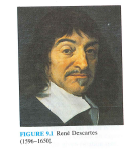 FIGURE 9.1 René Descartes
(1596–1650).